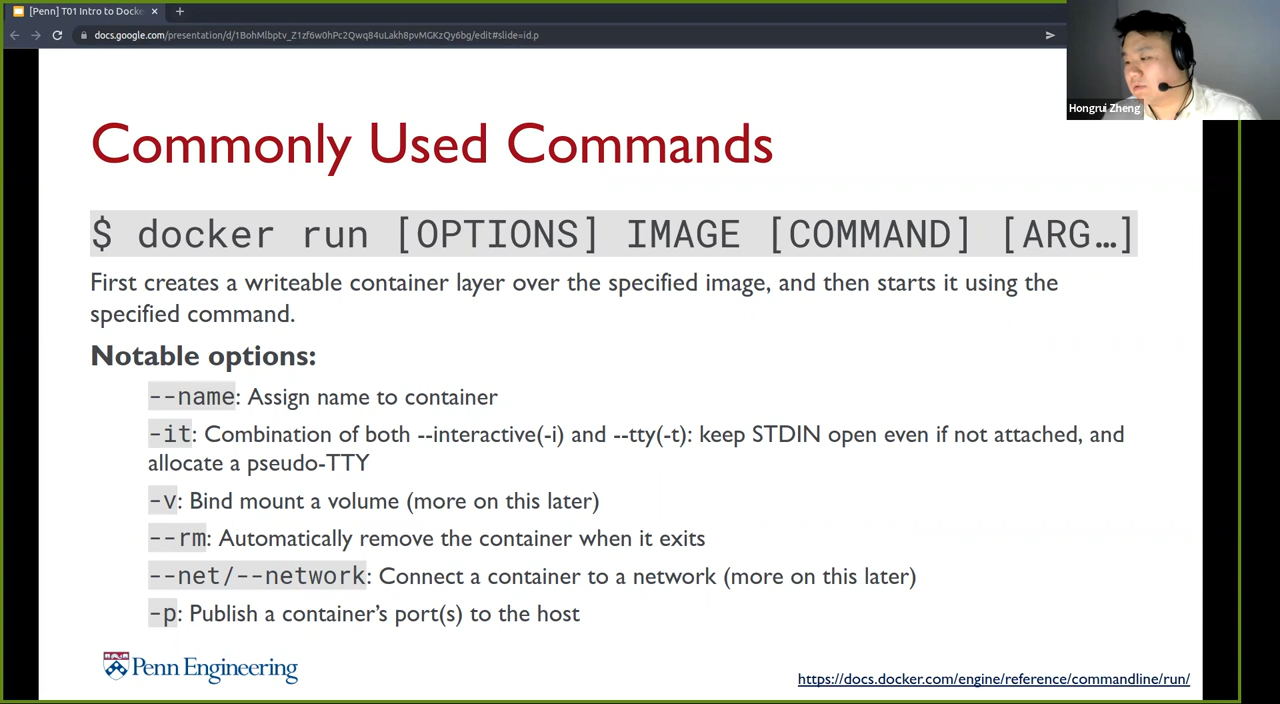 [Penn] T01 Intro to Docke
docs.google.com/presentation/d/1BohMlbptv_Z1zf6w0hPc2Qwq84uLakh8pvMGKzQy6bg/edit#slide=id.p
Hongrui Zheng
Commonly Used Commands
$ docker run [OPTIONS] IMAGE [COMMAND] [ARG…]
First creates a writeable container layer over the specified image, and then starts it using the
specified command.
Notable options:
--name: Assign name to container
-it: Combination of both --interactive(-i) and --tty(-t): keep STDIN open even if not attached, and
allocate a pseudo-TTY
-v: Bind mount a volume (more on this later)
--rm: Automatically remove the container when it exits
--net/--network: Connect a container to a network (more on this later)
-p: Publish a container’s port(s) to the host
Penn Engineering
https://docs.docker.com/engine/reference/commandline/run/